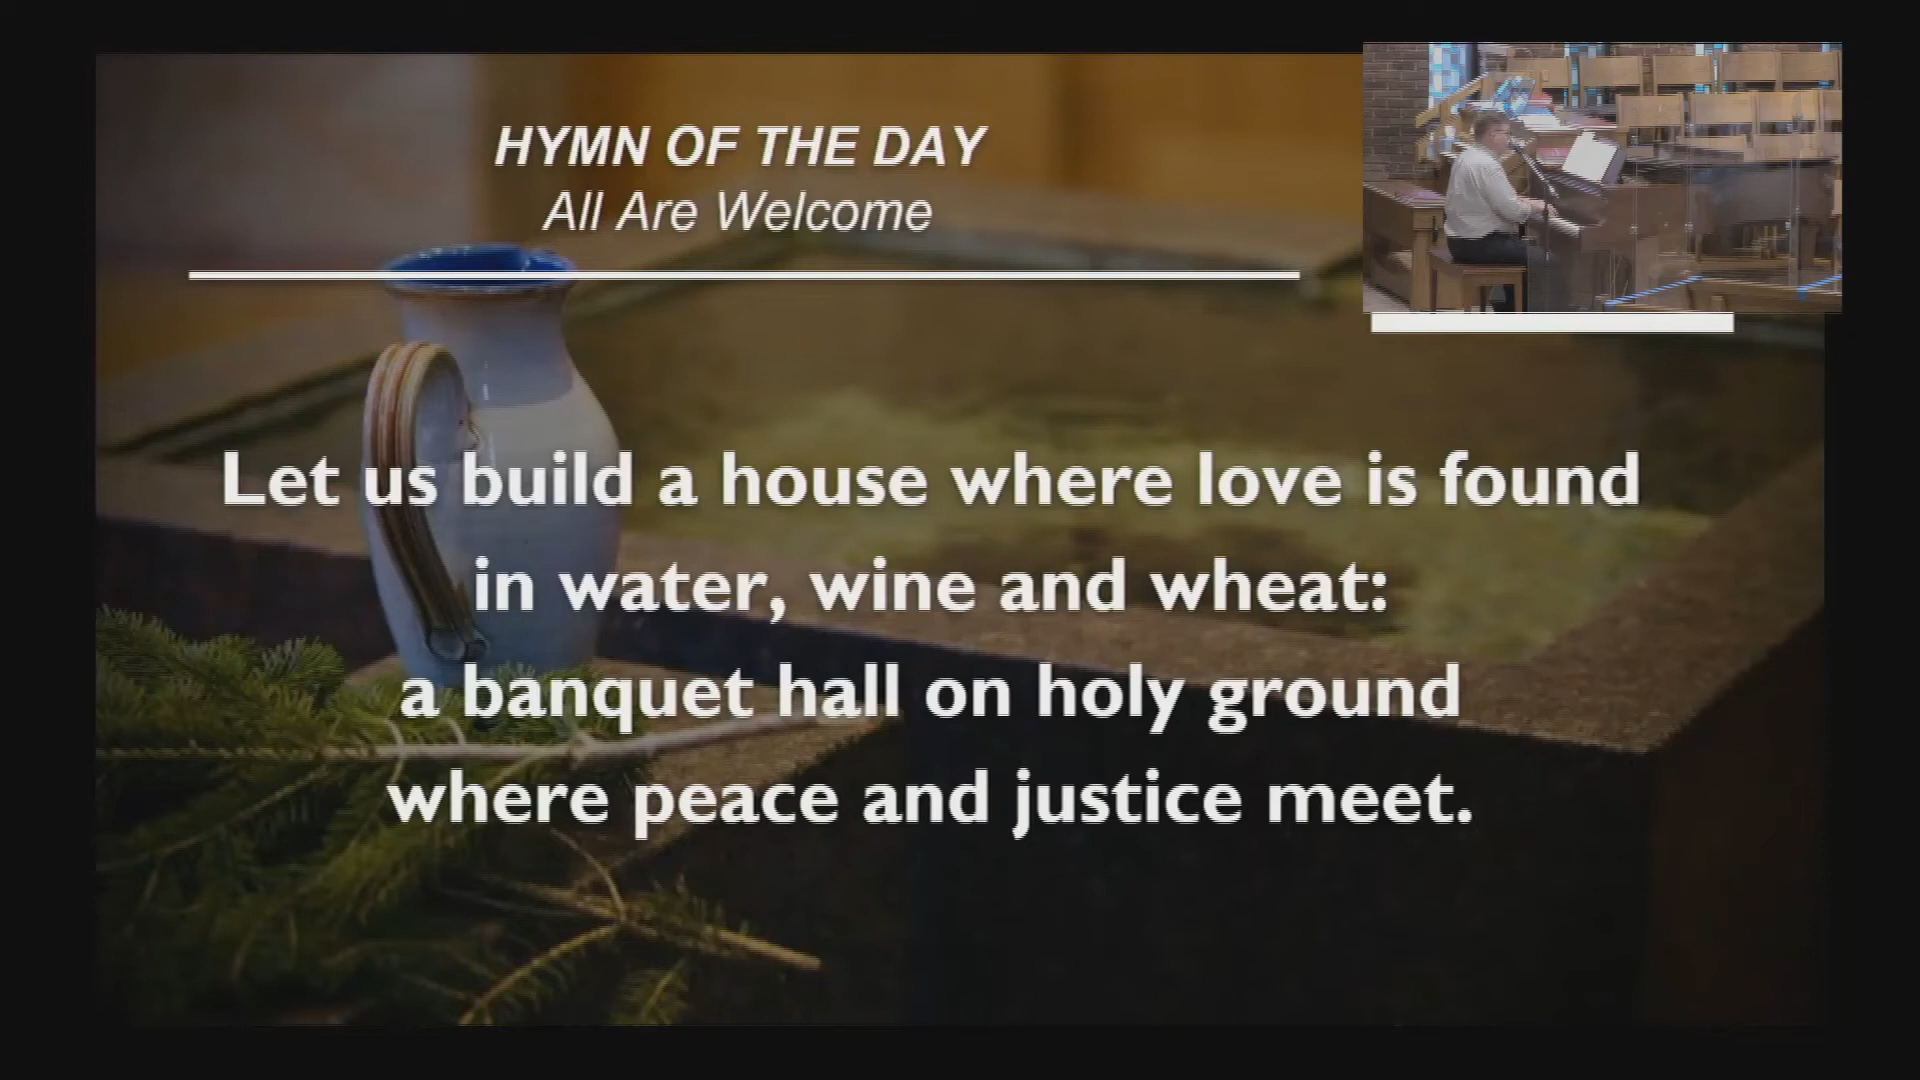 HYMN OF THE DAY
All Are Welcome
Let us build a house where love is found
in water, wine and wheat:
a banquet hall on holy ground
where peace and justice meet.